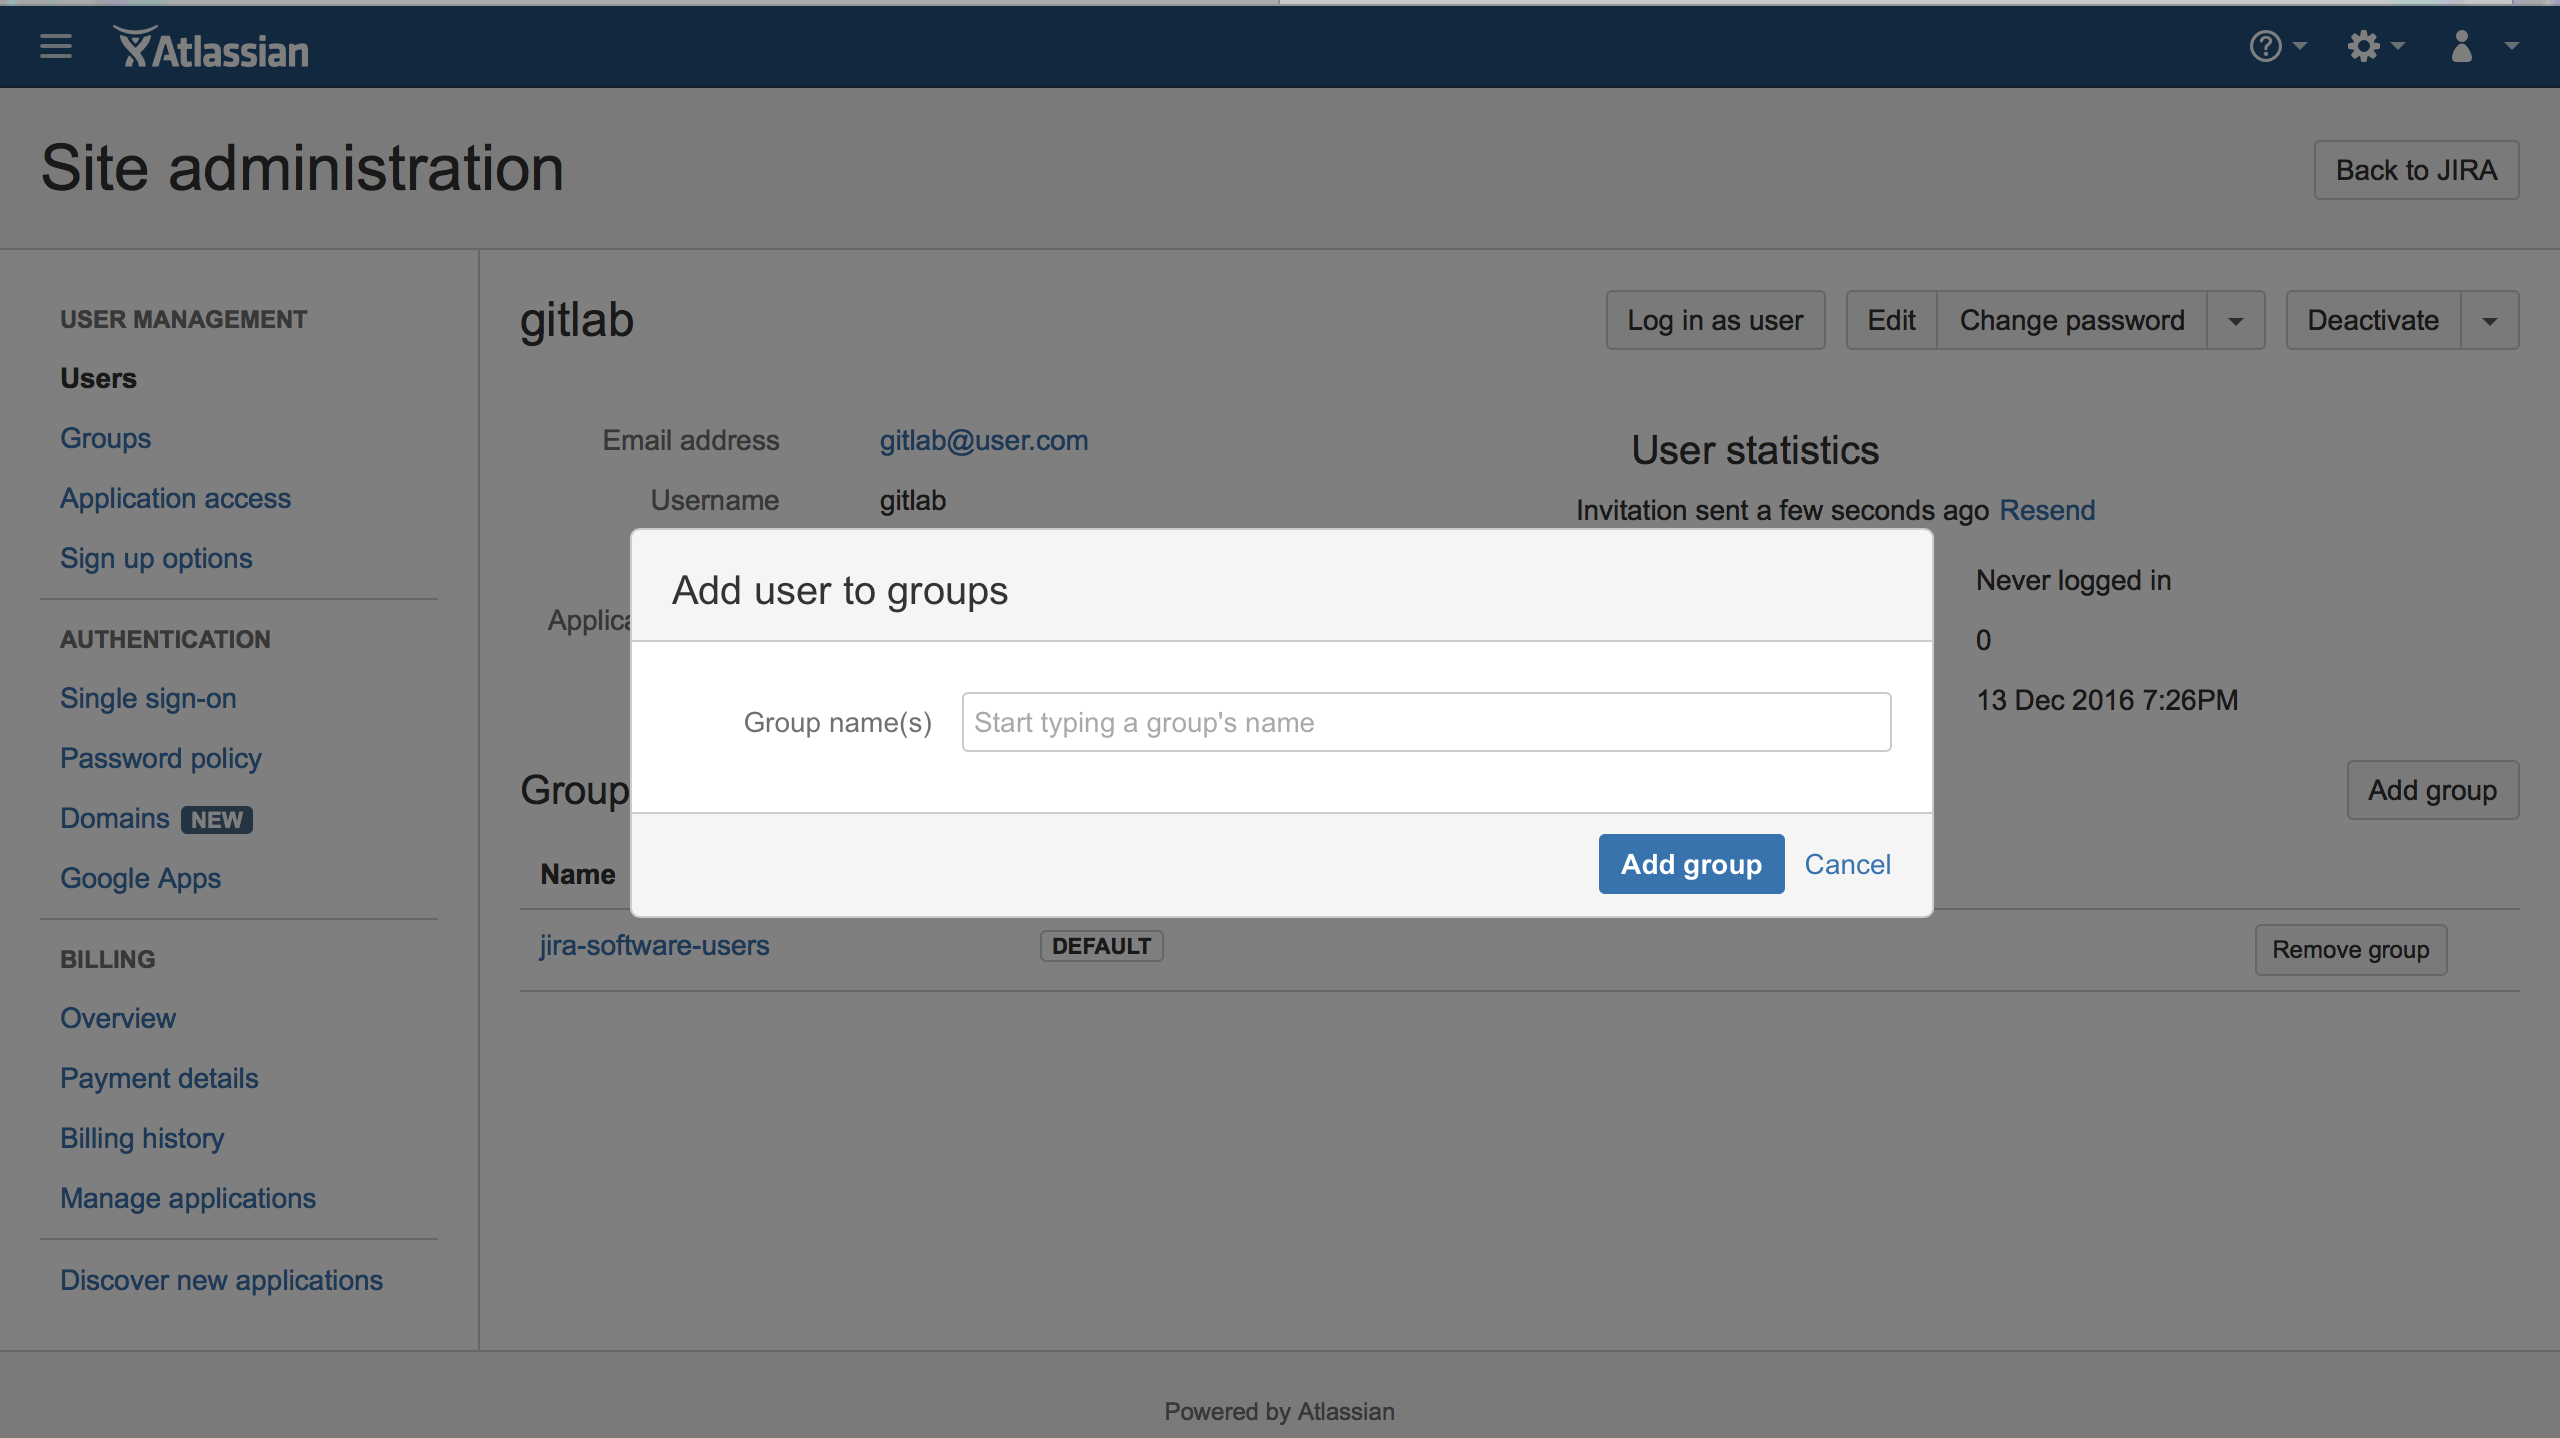 Atlassian
Site administration
Back to JIRA
USER MANAGEMENT
Users
Groups
Application access
Sign up options
AUTHENTICATION
Single sign-on
Password policy
Domains NEW
Google Apps
BILLING
Overview
Payment details
Billing history
Manage applications
Discover new applications
gitlab
Log in as user
Edit
Change password
Deactivate
Email address gitlab@user.com
Username gitlab
User statistics
Invitation sent a few seconds ago Resend
Never logged in
0
13 Dec 2016 7:26PM
Add user to groups
Group name(s) Start typing a group's name
Add group Cancel
Group
Add group
Name
jira-software-users DEFAULT Remove group
Powered by Atlassian